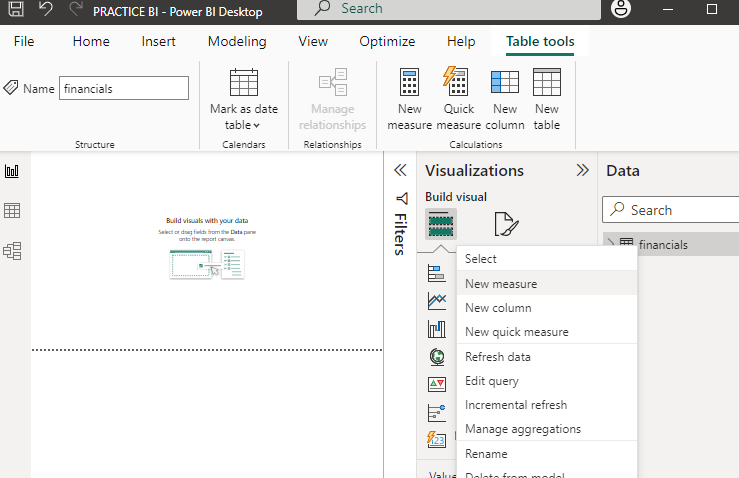 PRACTICE BI - Power BI Desktop
Search
File Home Insert Modeling View Optimize Help Table tools
Name financials
Mark as date table
Manage relationships
New measure
Quick measure
New column
New table
Structure Calendars Relationships Calculations
Filters
Visualizations
Build visual
Data
Search
financials
Build visuals with your data
Select or drag fields from the Data pane
onto the report canvas.
Select
New measure
New column
New quick measure
Refresh data
Edit query
Incremental refresh
Manage aggregations
Rename
Delete from model
123
Values